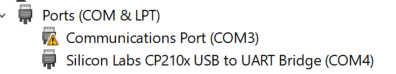 Ports (COM & LPT)
Communications Port (COM3)
Silicon Labs CP210x USB to UART Bridge (COM4)